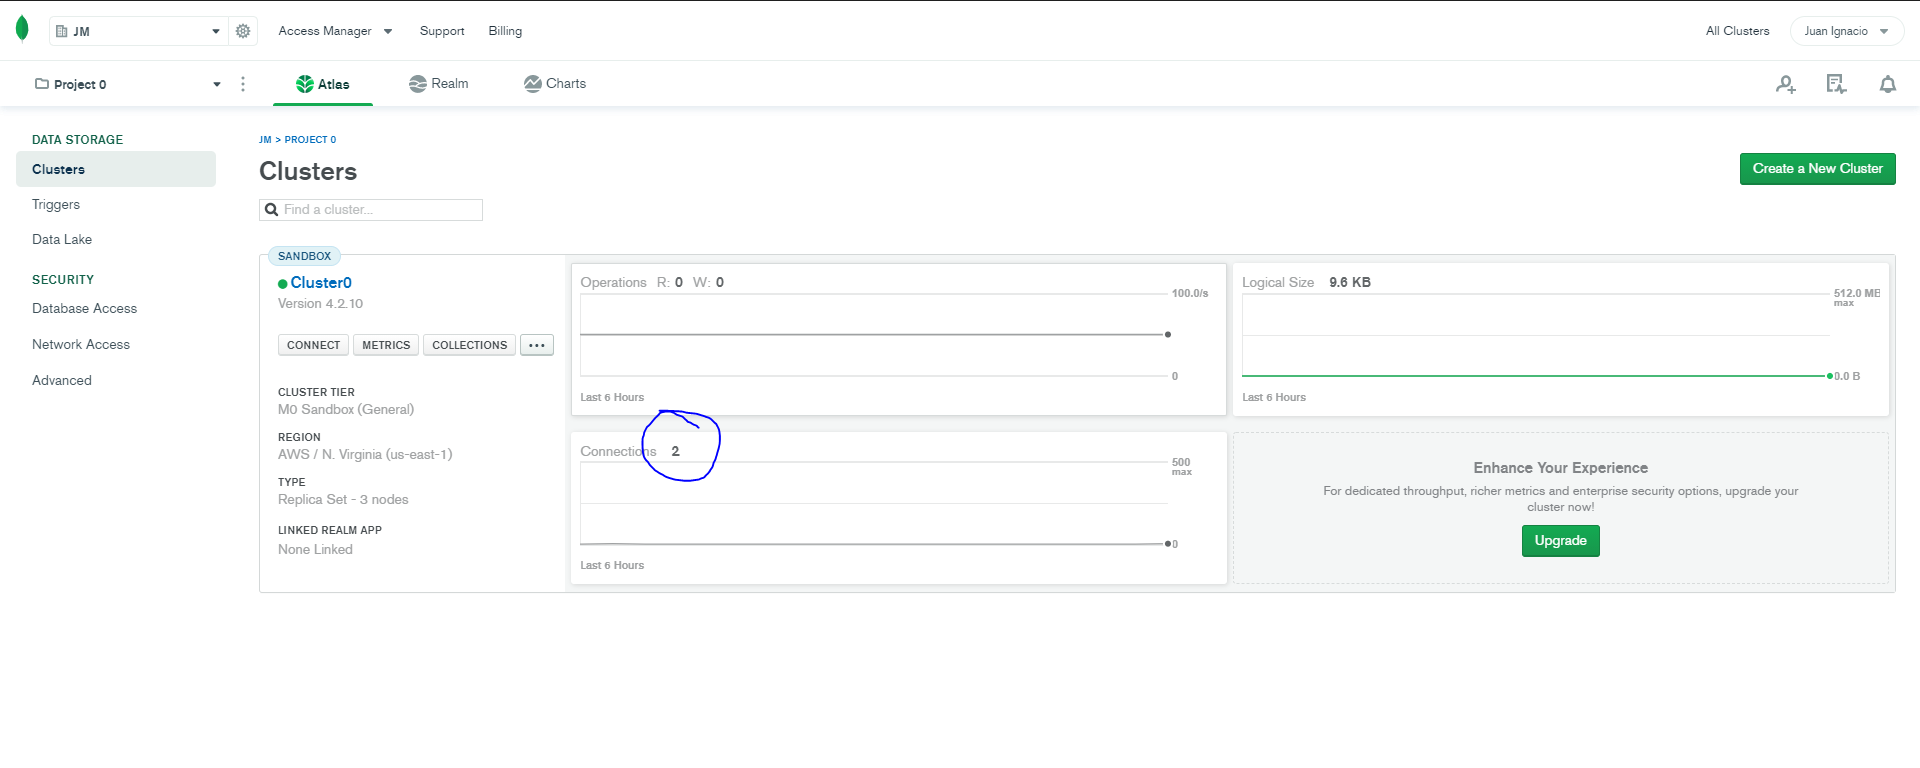 JM
Access Manager
Support
Billing
All Clusters
Juan Ignacio
Project 0
Atlas
Realm
Charts
DATA STORAGE
Clusters
Triggers
Data Lake
SECURITY
Database Access
Network Access
Advanced
JM > PROJECT 0
Clusters
Create a New Cluster
Find a cluster...
SANDBOX
Cluster0
Version 4.2.10
CONNECT
METRICS
COLLECTIONS
...
CLUSTER TIER
M0 Sandbox (General)
REGION
AWS / N. Virginia (us-east-1)
TYPE
Replica Set - 3 nodes
LINKED REALM APP
None Linked
Operations R: 0 W: 0
100.0/s
0
Last 6 Hours
Logical Size 9.6 KB
512.0 MB
max
0.0 B
Last 6 Hours
Connections 2
500
max
0
Last 6 Hours
Enhance Your Experience
For dedicated throughput, richer metrics and enterprise security options, upgrade your
cluster now!
Upgrade